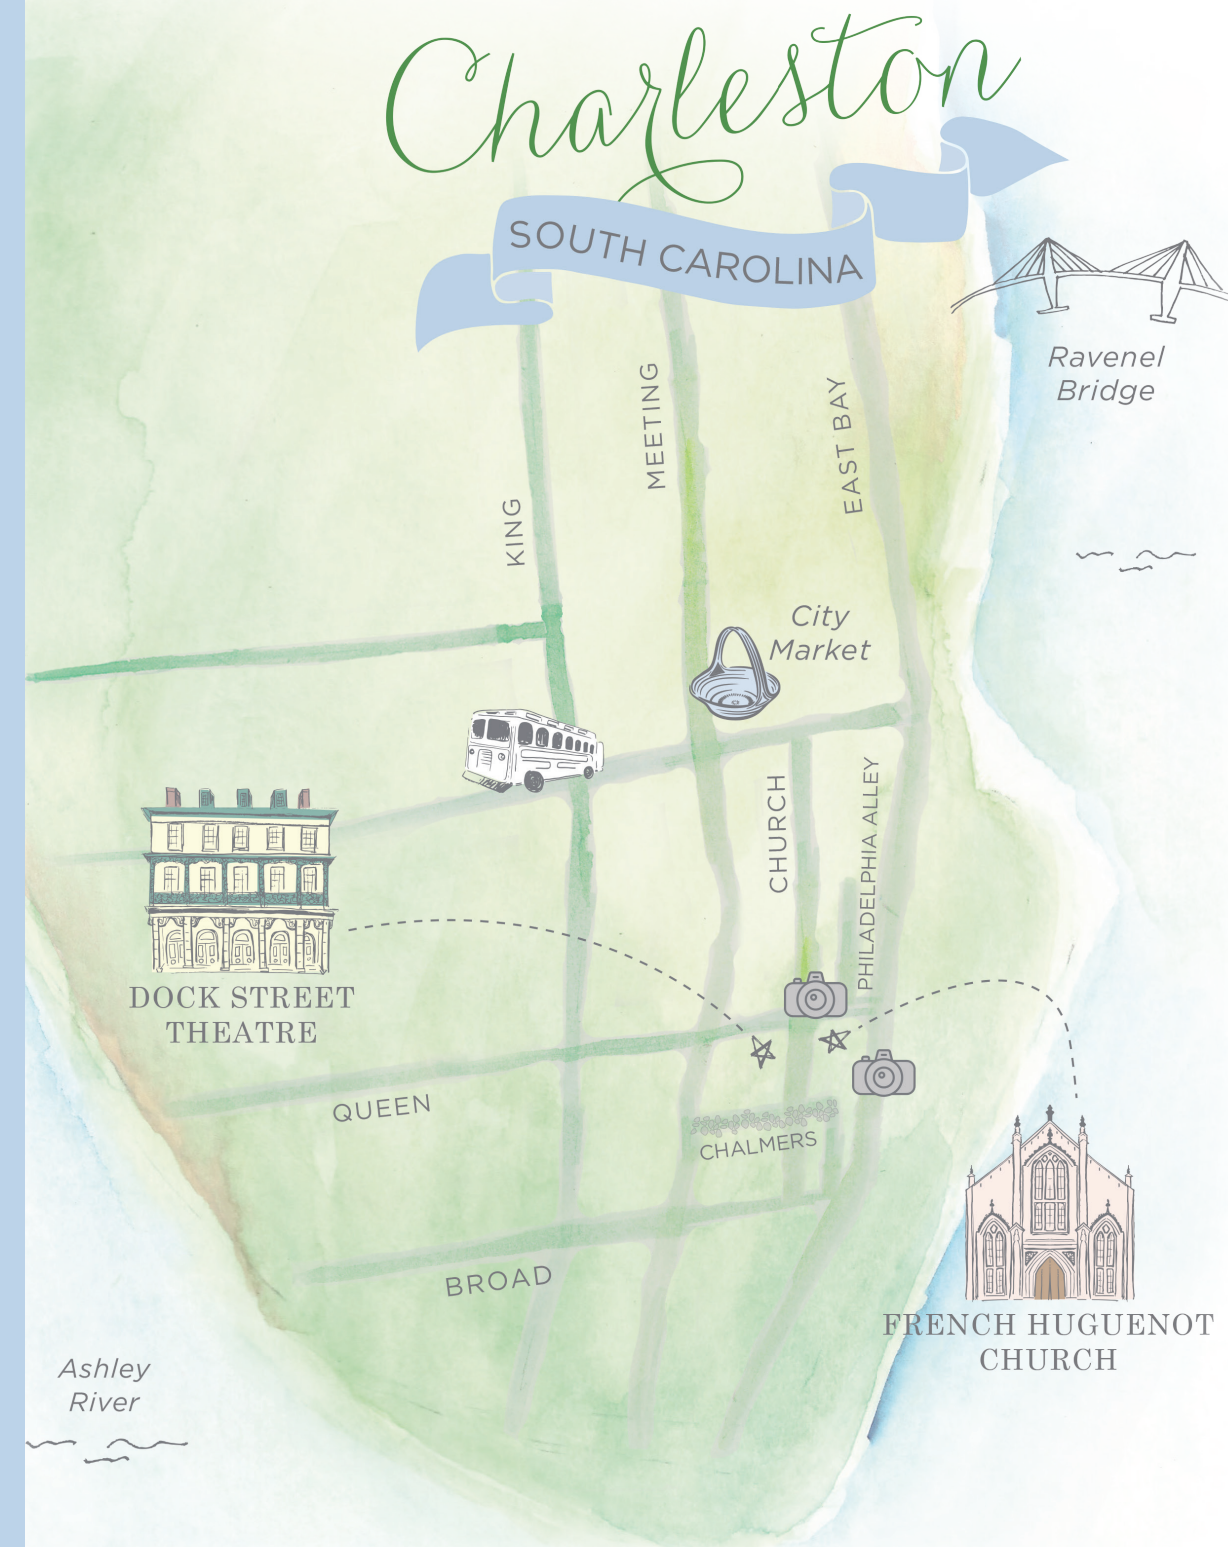 Charleston
SOUTH CAROLINA
Ravenel
Bridge
MEETING
EAST BAY
KING
City
Market
CHURCH
PHILADELPHIA ALLEY
DOCK STREET
THEATRE
QUEEN
CHALMERS
BROAD
FRENCH HUGUENOT
CHURCH
Ashley
River